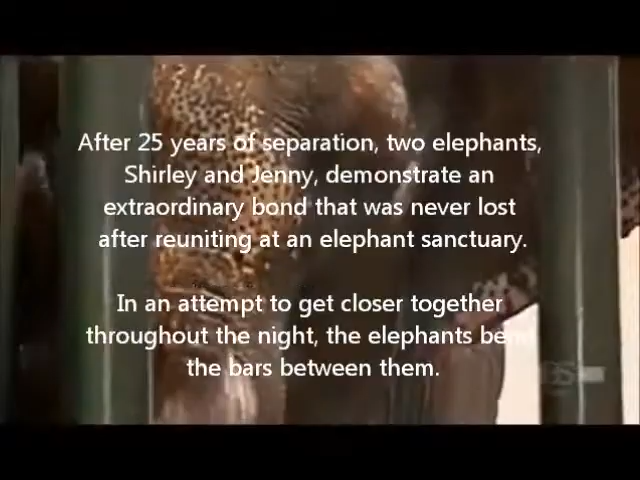 After 25 years of separation, two elephants,
Shirley and Jenny, demonstrate an
extraordinary bond that was never lost
after reuniting at an elephant sanctuary.
In an attempt to get closer together
throughout the night, the elephants bend
the bars between them.